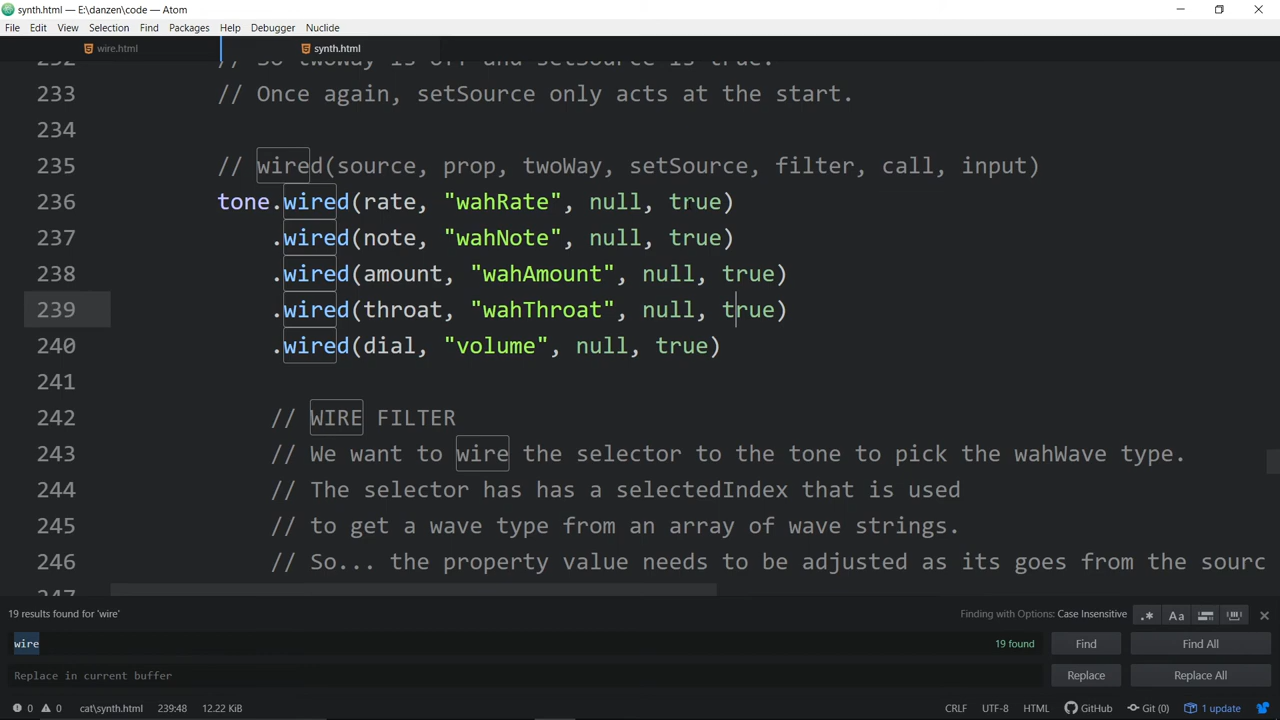 synth.html — E:\danzen\code — Atom
File Edit View Selection Find Packages Help Debugger Nuclide
wire.html synth.html
232 // So twoWay is off and setSource is true.
233 // Once again, setSource only acts at the start.
234
235 // wired(source, prop, twoWay, setSource, filter, call, input)
236 tone.wired(rate, "wahRate", null, true)
237 .wired(note, "wahNote", null, true)
238 .wired(amount, "wahAmount", null, true)
239 .wired(throat, "wahThroat", null, true)
240 .wired(dial, "volume", null, true)
241
242 // WIRE FILTER
243 // We want to wire the selector to the tone to pick the wahWave type.
244 // The selector has has a selectedIndex that is used
245 // to get a wave type from an array of wave strings.
246 // So... the property value needs to be adjusted as its goes from the sourc
247
19 results found for 'wire' Finding with Options: Case Insensitive .* Aa
wire 19 found Find Find All
Replace in current buffer Replace Replace All
0 0 cat\synth.html 239:48 12.22 KiB CRLF UTF-8 HTML GitHub Git (0) 1 update